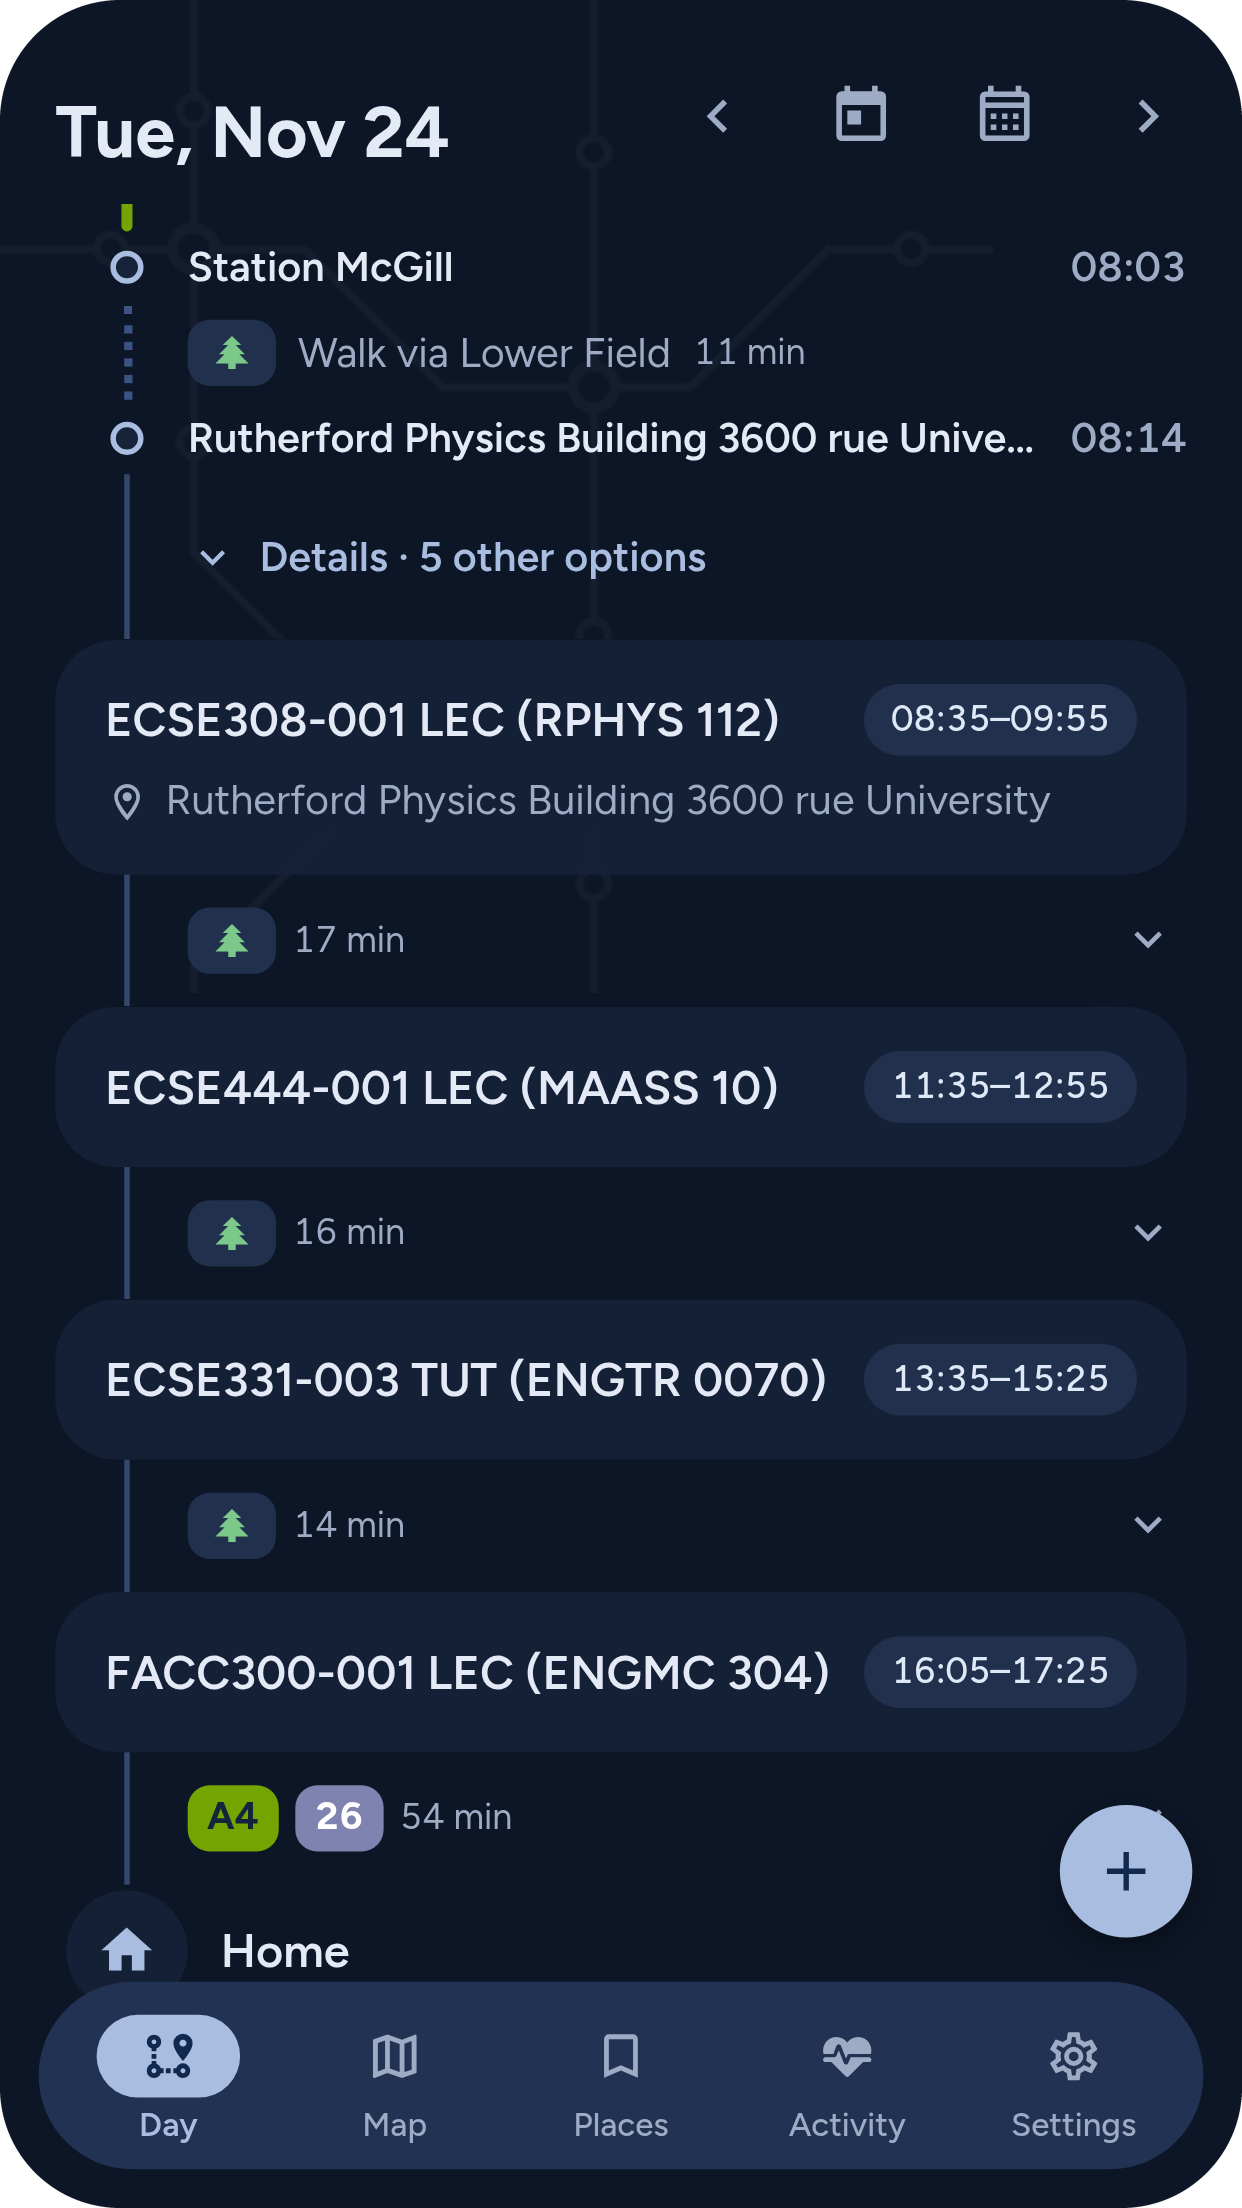 Tue, Nov 24
Station McGill 08:03
Walk via Lower Field 11 min
Rutherford Physics Building 3600 rue Unive... 08:14
Details · 5 other options
ECSE308-001 LEC (RPHYS 112) 08:35–09:55
Rutherford Physics Building 3600 rue University
17 min
ECSE444-001 LEC (MAASS 10) 11:35–12:55
16 min
ECSE331-003 TUT (ENGTR 0070) 13:35–15:25
14 min
FACC300-001 LEC (ENGMC 304) 16:05–17:25
A4 26 54 min
Home
Day Map Places Activity Settings